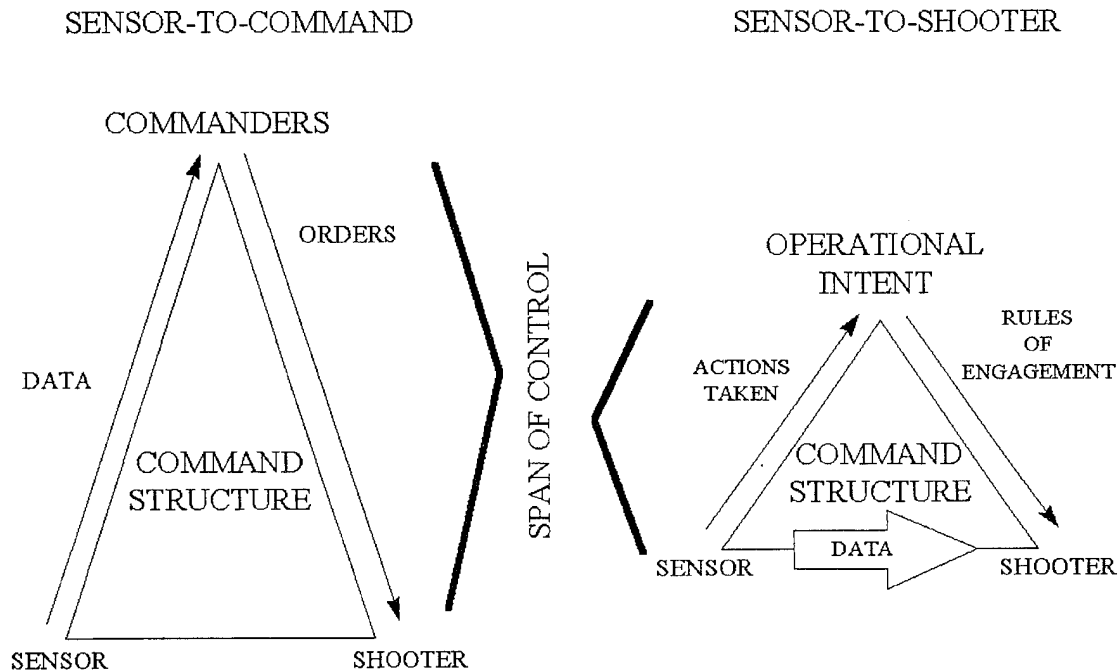 SENSOR-TO-COMMAND
SENSOR-TO-SHOOTER
COMMANDERS
ORDERS
DATA
COMMAND
STRUCTURE
SENSOR
SHOOTER
SPAN OF CONTROL
OPERATIONAL
INTENT
ACTIONS
TAKEN
RULES
OF
ENGAGEMENT
COMMAND
STRUCTURE
DATA
SENSOR
SHOOTER